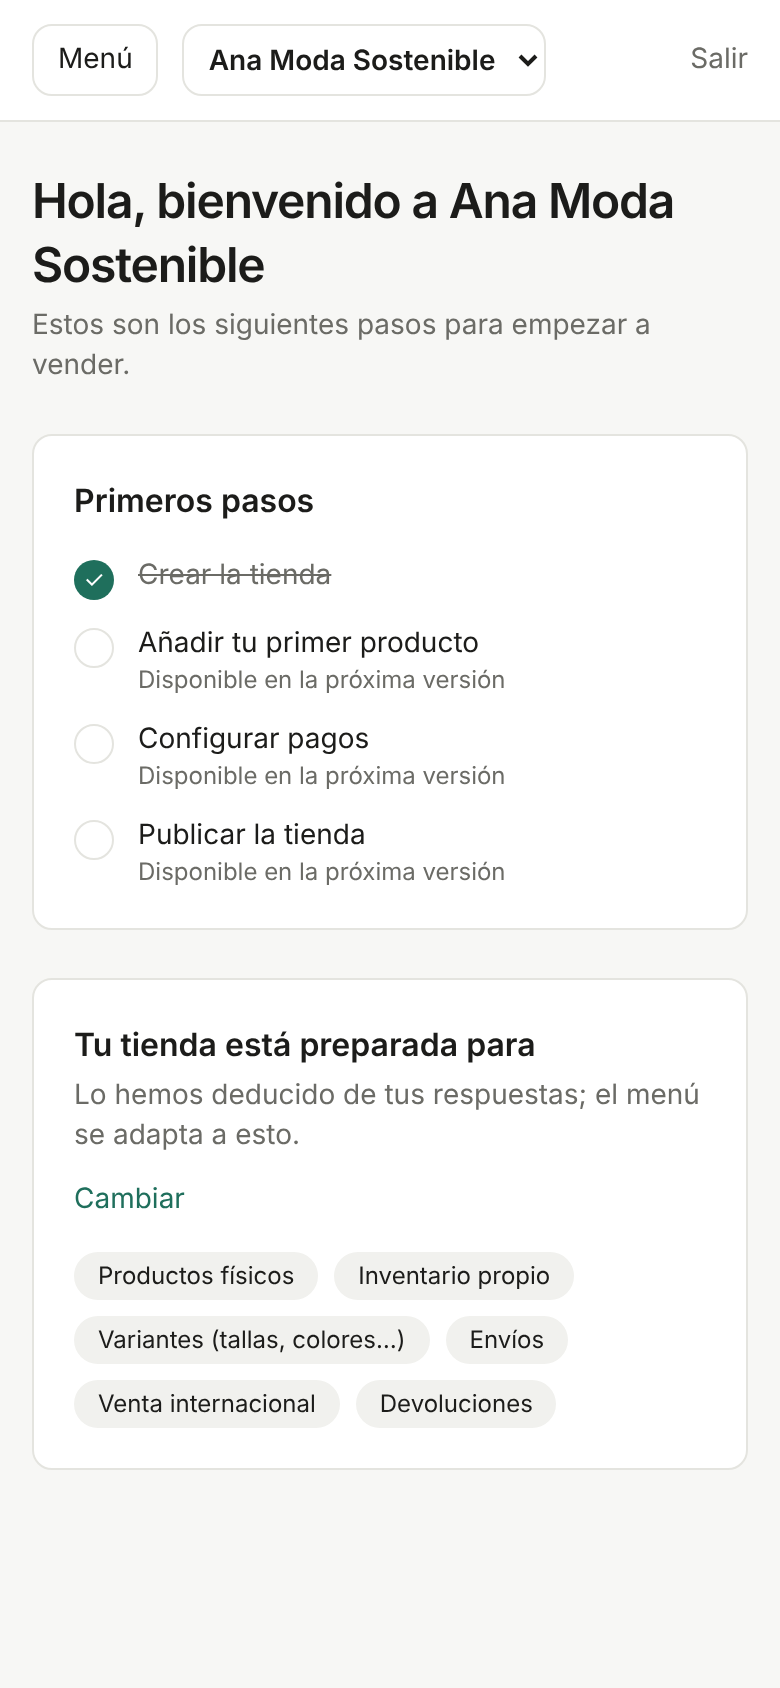 Menú
Ana Moda Sostenible
Salir
Hola, bienvenido a Ana Moda
Sostenible
Estos son los siguientes pasos para empezar a
vender.
Primeros pasos
Crear la tienda
Añadir tu primer producto
Disponible en la próxima versión
Configurar pagos
Disponible en la próxima versión
Publicar la tienda
Disponible en la próxima versión
Tu tienda está preparada para
Lo hemos deducido de tus respuestas; el menú
se adapta a esto.
Cambiar
Productos físicos
Inventario propio
Variantes (tallas, colores…)
Envíos
Venta internacional
Devoluciones